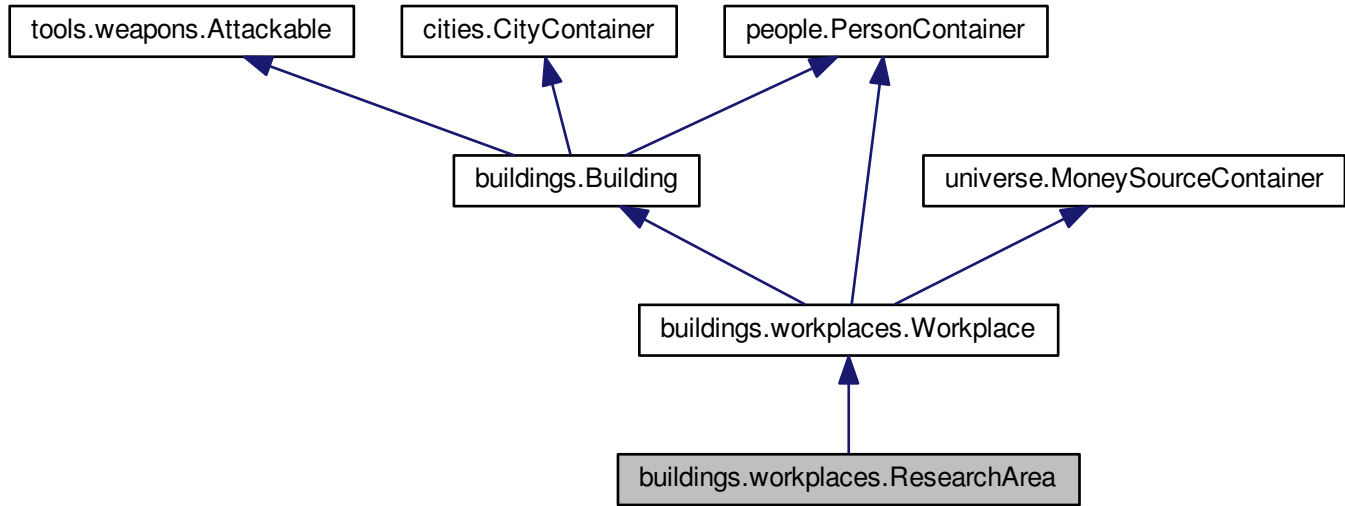 tools.weapons.Attackable
cities.CityContainer
people.PersonContainer
buildings.Building
universe.MoneySourceContainer
buildings.workplaces.Workplace
buildings.workplaces.ResearchArea